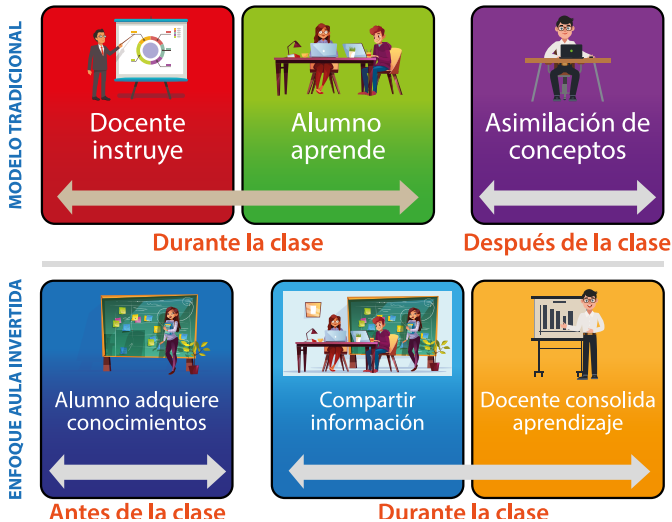 MODELO TRADICIONAL
Docente
instruye
Alumno
aprende
Asimilación de
conceptos
Durante la clase
Después de la clase
ENFOQUE AULA INVERTIDA
Alumno adquiere
conocimientos
Compartir
información
Docente consolida
aprendizaje
Antes de la clase
Durante la clase